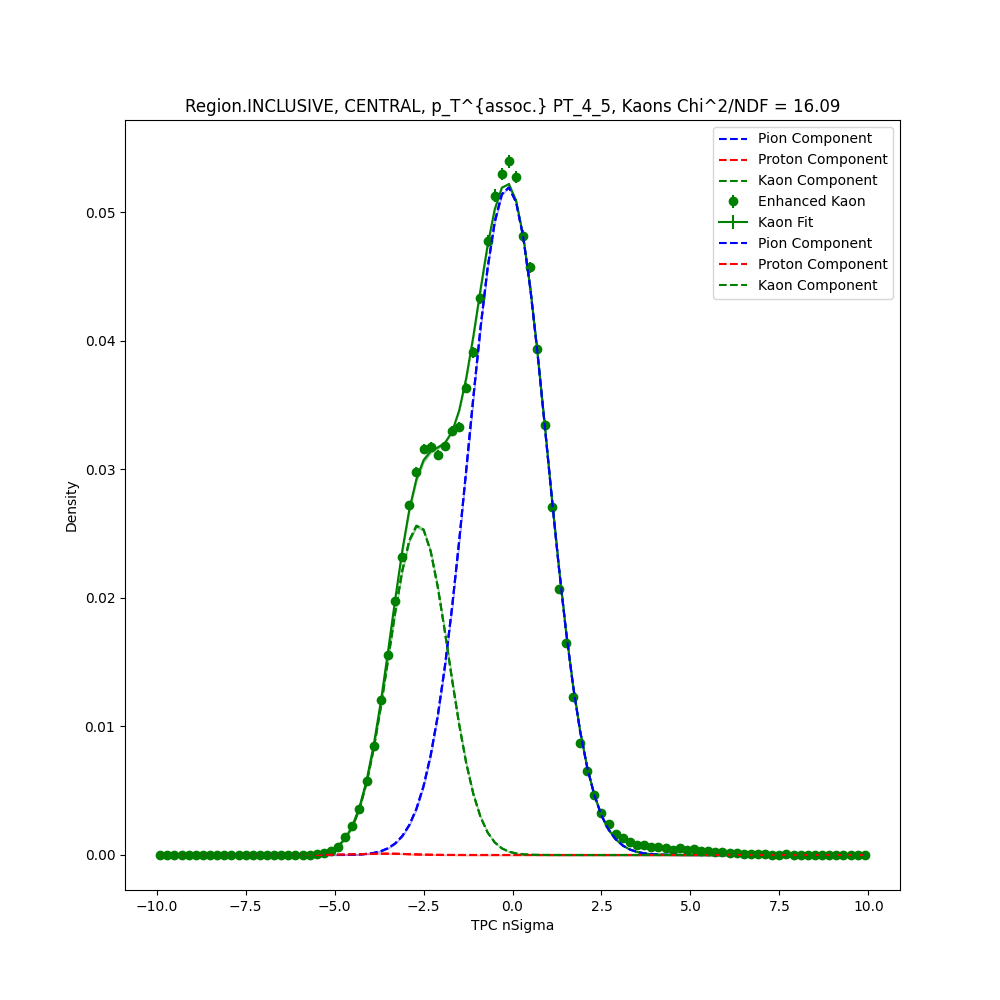 Region.INCLUSIVE, CENTRAL, p_T^{assoc.} PT_4_5, Kaons Chi^2/NDF = 16.09
Pion Component
Proton Component
Kaon Component
Enhanced Kaon
Kaon Fit
Pion Component
Proton Component
Kaon Component
0.05
0.04
0.03
0.02
0.01
0.00
Density
−10.0 −7.5 −5.0 −2.5 0.0 2.5 5.0 7.5 10.0
TPC nSigma